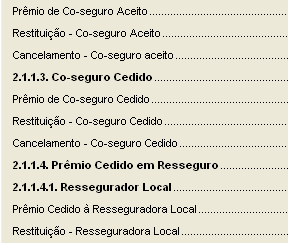 Prêmio de Co-seguro Aceito
Restituição - Co-seguro Aceito
Cancelamento - Co-seguro aceito
2.1.1.3. Co-seguro Cedido
Prêmio de Co-seguro Cedido
Restituição - Co-seguro Cedido
Cancelamento - Co-seguro Cedido
2.1.1.4. Prêmio Cedido em Resseguro
2.1.1.4.1. Ressegurador Local
Prêmio Cedido à Resseguradora Local
Restituição - Resseguradora Local